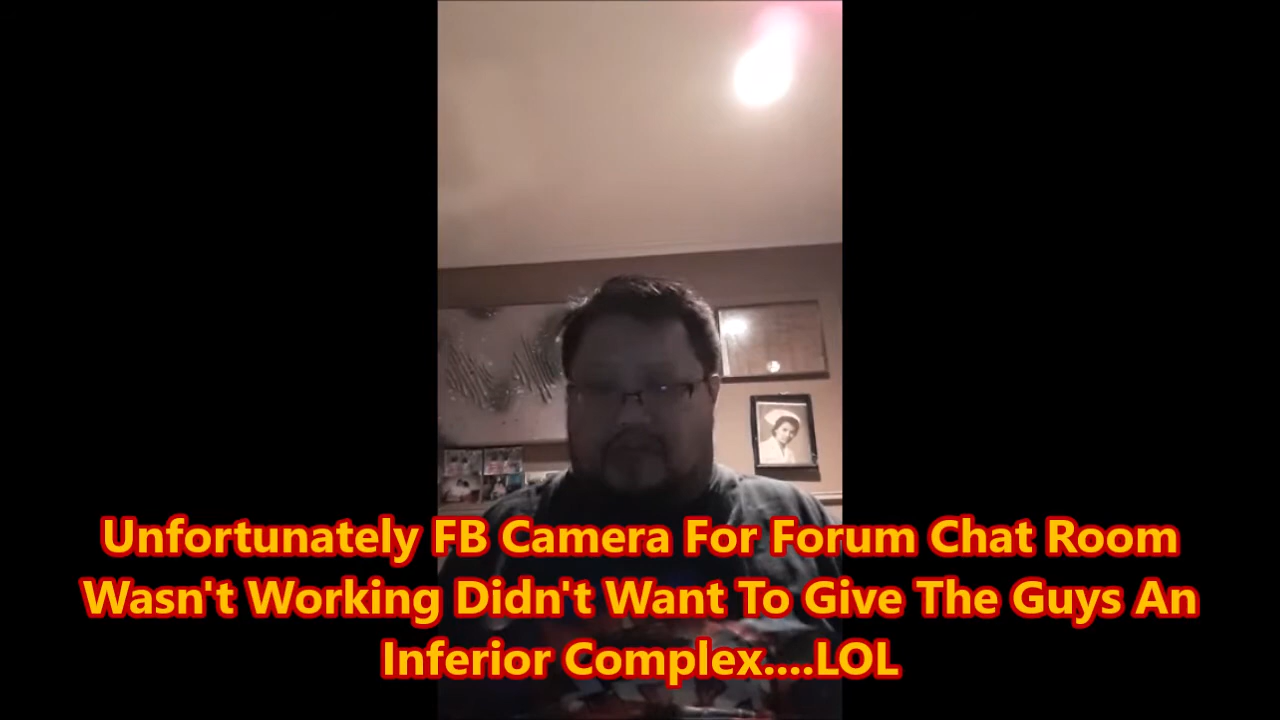 Unfortunately FB Camera For Forum Chat Room
Wasn't Working Didn't Want To Give The Guys An
Inferior Complex....LOL